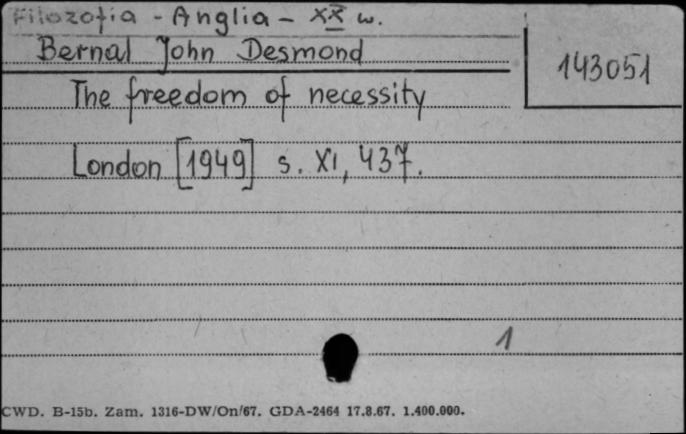 Filozofia - Anglia - XX w.
Bernal John Desmond
143051
The freedom of necessity
London [1949] s. XI, 437.
1
CWD. B-15b. Zam. 1316-DW/On/67. GDA-2464 17.8.67. 1.400.000.